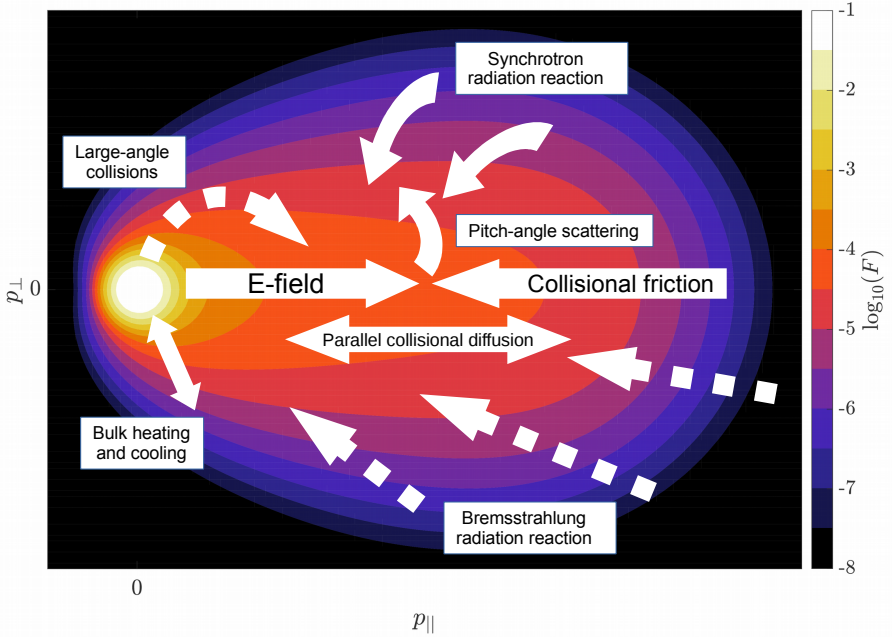 Synchrotron
radiation reaction
Large-angle
collisions
Pitch-angle scattering
E-field
Collisional friction
Parallel collisional diffusion
Bulk heating
and cooling
Bremsstrahlung
radiation reaction
p⊥
0
0
p||
-1
-2
-3
-4
-5
-6
-7
-8
log₁₀(F)